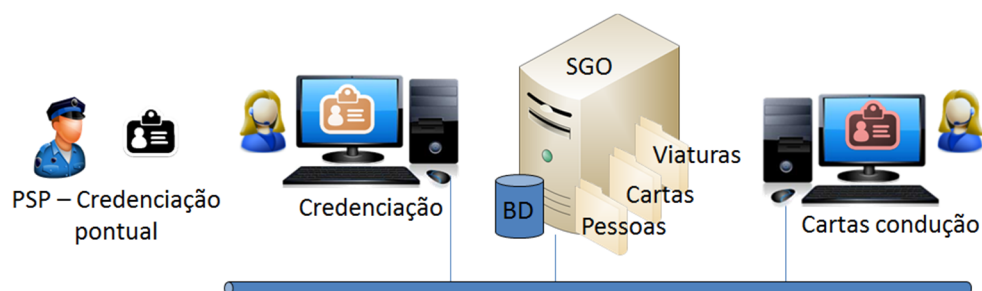 PSP – Credenciação
pontual
Credenciação
SGO
BD
Viaturas
Cartas
Pessoas
Cartas condução